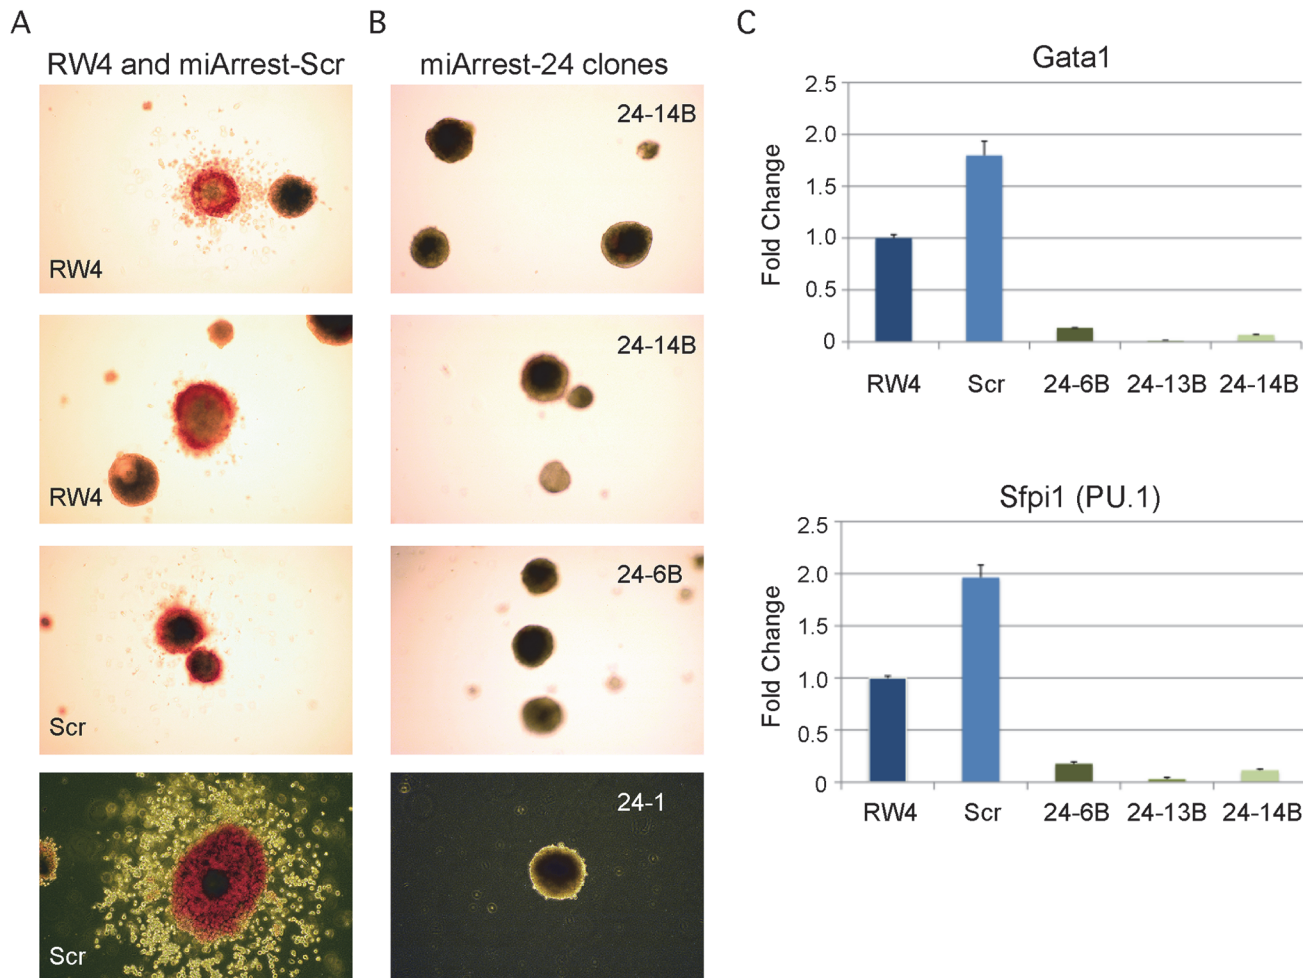 A
RW4 and miArrest-Scr
RW4
RW4
Scr
Scr
B
miArrest-24 clones
24-14B
24-14B
24-6B
24-1
C
Gata1
Fold Change
2.5
2.0
1.5
1.0
0.5
0
RW4 Scr 24-6B 24-13B 24-14B
Sfpi1 (PU.1)
Fold Change
2.5
2.0
1.5
1.0
0.5
0
RW4 Scr 24-6B 24-13B 24-14B